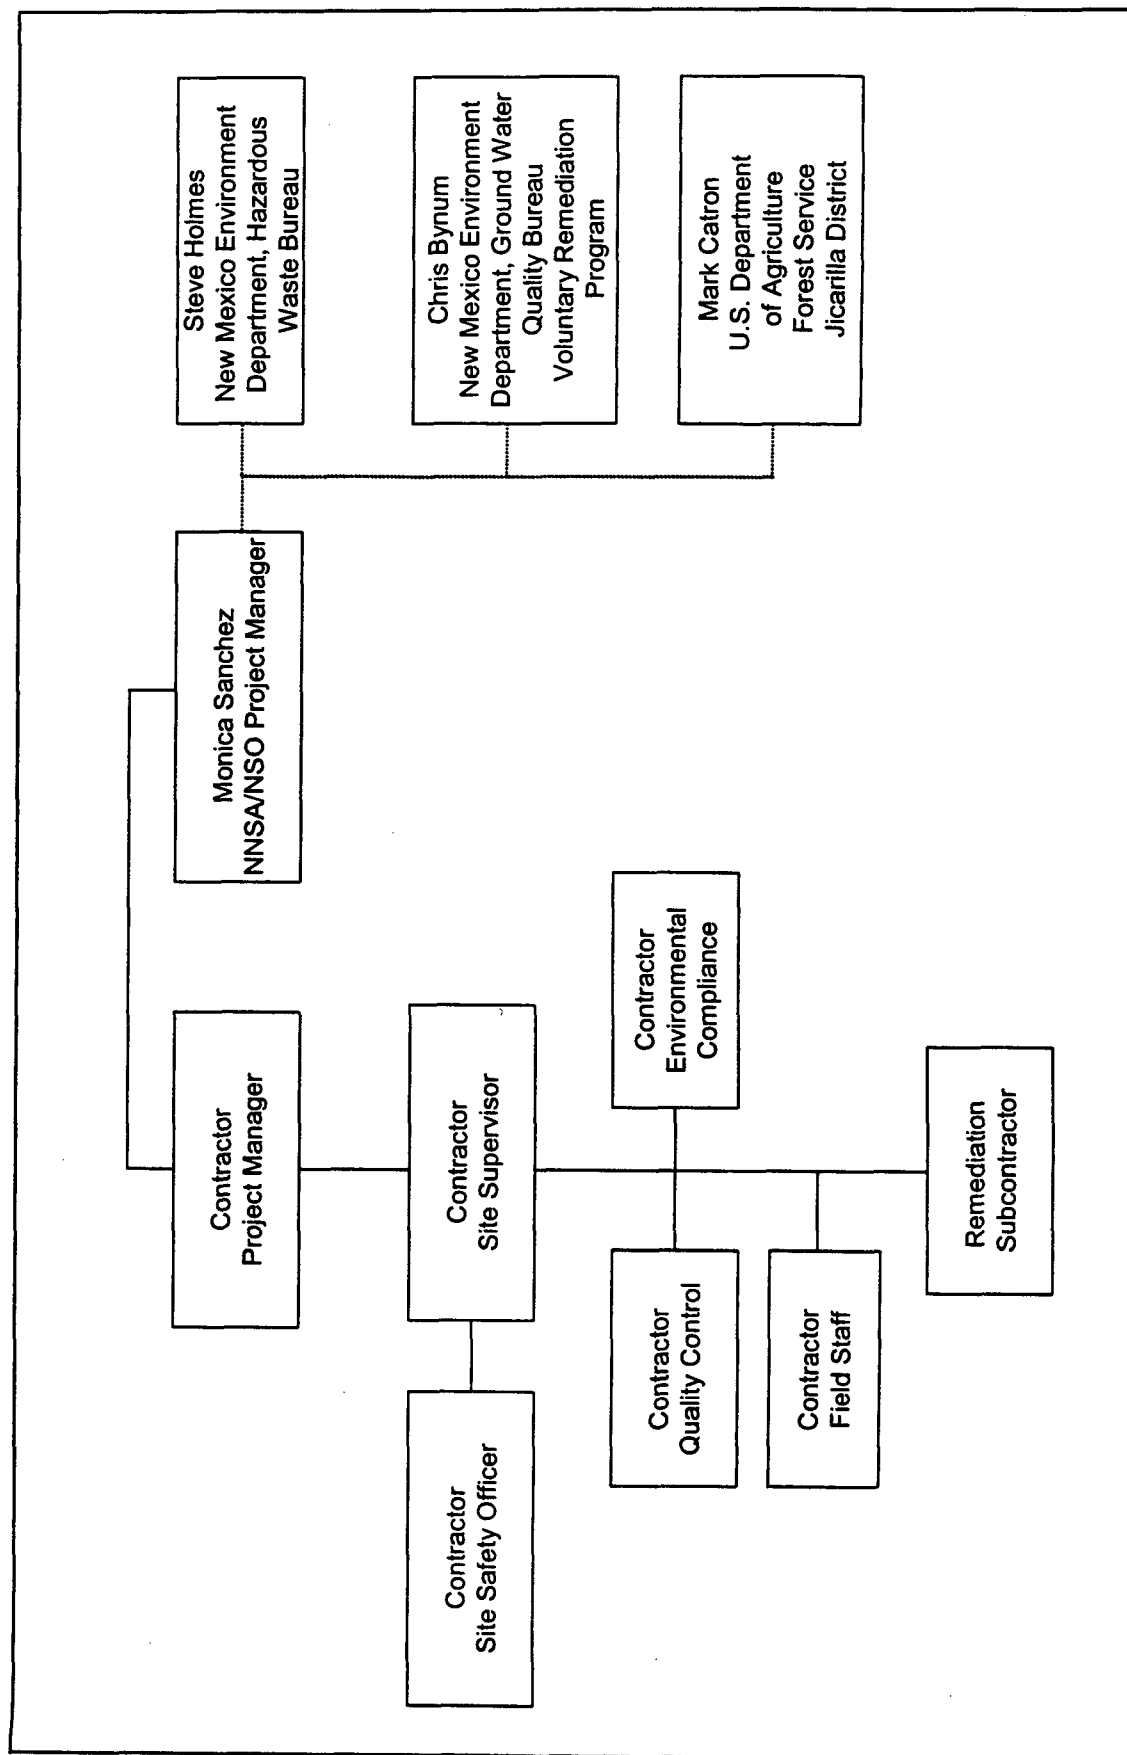 Monica Sanchez
NNSA/NSO Project Manager
Steve Holmes
New Mexico Environment
Department, Hazardous
Waste Bureau
Chris Bynum
New Mexico Environment
Department, Ground Water
Quality Bureau
Voluntary Remediation
Program
Mark Catron
U.S. Department
of Agriculture
Forest Service
Jicarilla District
Contractor
Project Manager
Contractor
Site Safety Officer
Contractor
Site Supervisor
Contractor
Quality Control
Contractor
Environmental
Compliance
Contractor
Field Staff
Remediation
Subcontractor